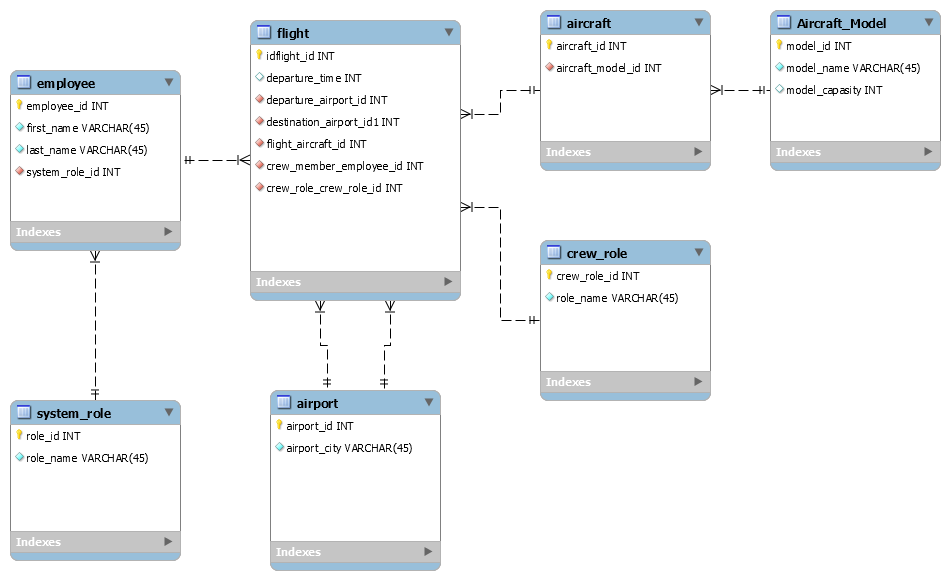 employee
employee_id INT
first_name VARCHAR(45)
last_name VARCHAR(45)
system_role_id INT
Indexes
flight
idflight_id INT
departure_time INT
departure_airport_id INT
destination_airport_id1 INT
flight_aircraft_id INT
crew_member_employee_id INT
crew_role_crew_role_id INT
Indexes
aircraft
aircraft_id INT
aircraft_model_id INT
Indexes
Aircraft_Model
model_id INT
model_name VARCHAR(45)
model_capasity INT
Indexes
crew_role
crew_role_id INT
role_name VARCHAR(45)
Indexes
system_role
role_id INT
role_name VARCHAR(45)
Indexes
airport
airport_id INT
airport_city VARCHAR(45)
Indexes